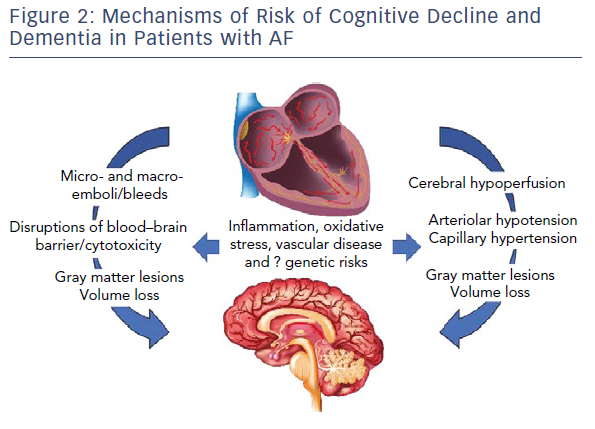 Figure 2: Mechanisms of Risk of Cognitive Decline and
Dementia in Patients with AF
Micro- and macro-
emboli/bleeds
Disruptions of blood–brain
barrier/cytotoxicity
Gray matter lesions
Volume loss
Inflammation, oxidative
stress, vascular disease
and ? genetic risks
Cerebral hypoperfusion
Arteriolar hypotension
Capillary hypertension
Gray matter lesions
Volume loss